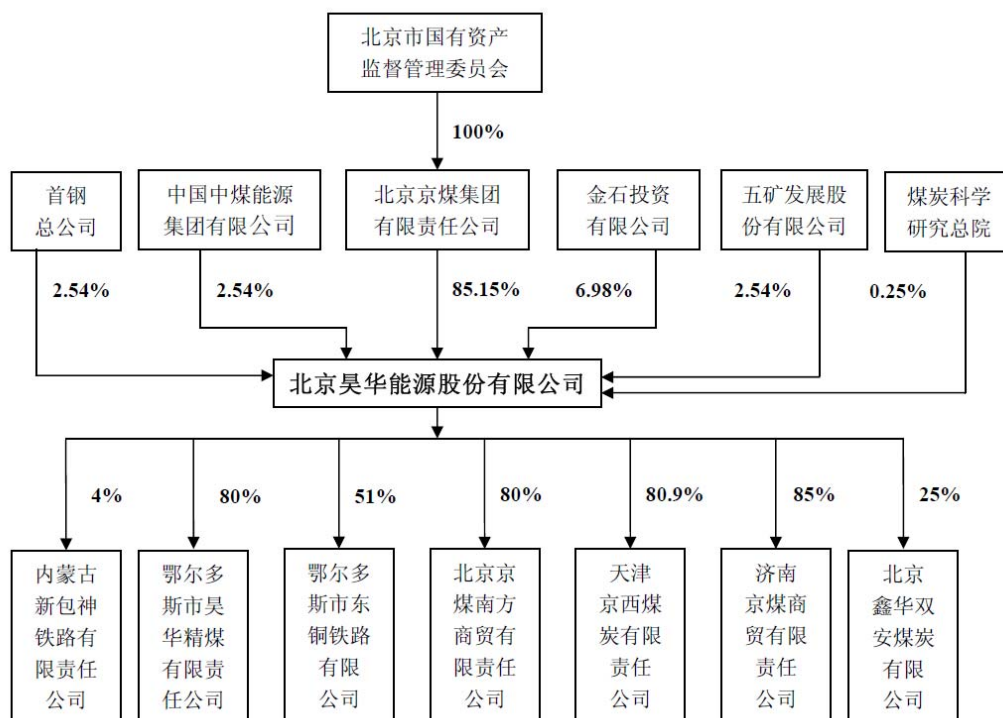 北京市国有资产
监督管理委员会
100%
首钢
总公司
中国中煤能源
集团有限公司
北京京煤集团
有限责任公司
金石投资
有限公司
五矿发展股
份有限公司
煤炭科学
研究总院
2.54%
2.54%
85.15%
6.98%
2.54%
0.25%
北京昊华能源股份有限公司
4%
80%
51%
80%
80.9%
85%
25%
内蒙古
新包神
铁路有
限责任
公司
鄂尔多
斯市昊
华精煤
有限责
任公司
鄂尔多
斯市东
铜铁路
有限
公司
北京京
煤南方
商贸有
限责任
公司
天津
京西煤
炭有限
责任
公司
济南
京煤商
贸有限
责任
公司
北京
鑫华双
安煤炭
有限
公司